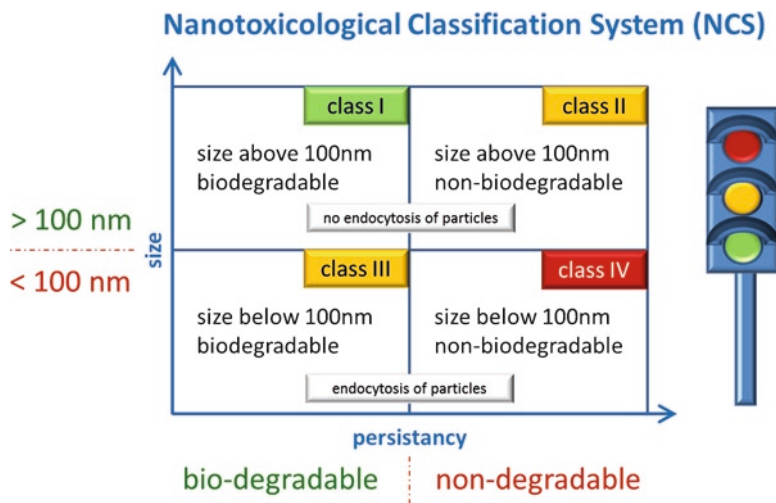 Nanotoxicological Classification System (NCS)
class I
class II
size above 100nm
biodegradable
size above 100nm
non-biodegradable
no endocytosis of particles
> 100 nm
< 100 nm
size
class III
class IV
size below 100nm
biodegradable
size below 100nm
non-biodegradable
endocytosis of particles
persistancy
bio-degradable
non-degradable